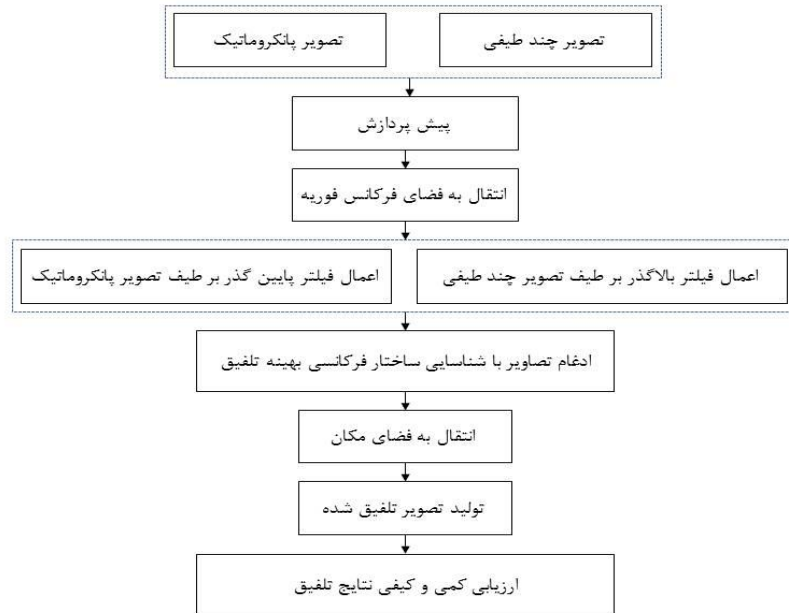 تصویر چند طیفی
تصویر پانکروماتیک
پیش پردازش
انتقال به فضای فرکانس فوریه
اعمال فیلتر بالاگذر بر طیف تصویر چند طیفی
اعمال فیلتر پایین گذر بر طیف تصویر پانکروماتیک
ادغام تصاویر با شناسایی ساختار فرکانسی بهینه تلفیق
انتقال به فضای مکان
تولید تصویر تلفیق شده
ارزیابی کمی و کیفی نتایج تلفیق